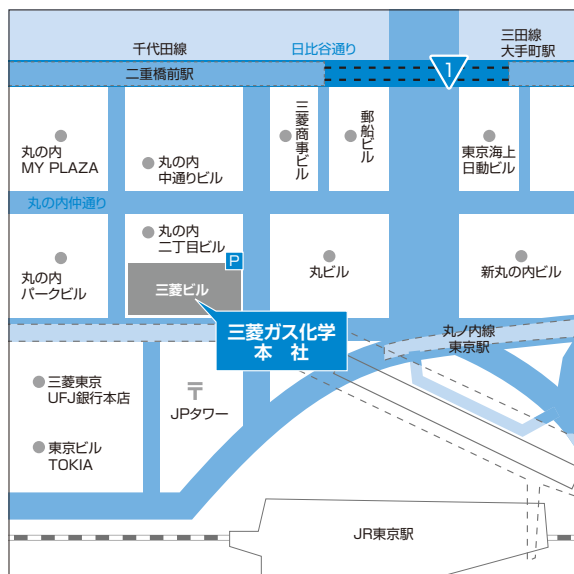 千代田線
日比谷通り
三田線
大手町駅
二重橋前駅
1
丸の内
MY PLAZA
丸の内
中通りビル
三菱商事ビル
郵船ビル
東京海上
日動ビル
丸の内仲通り
丸の内
パークビル
丸の内
二丁目ビル
P
三菱ビル
丸ビル
新丸の内ビル
三菱ガス化学
本 社
丸ノ内線
東京駅
三菱東京
UFJ銀行本店
〒
JPタワー
東京ビル
TOKIA
JR東京駅